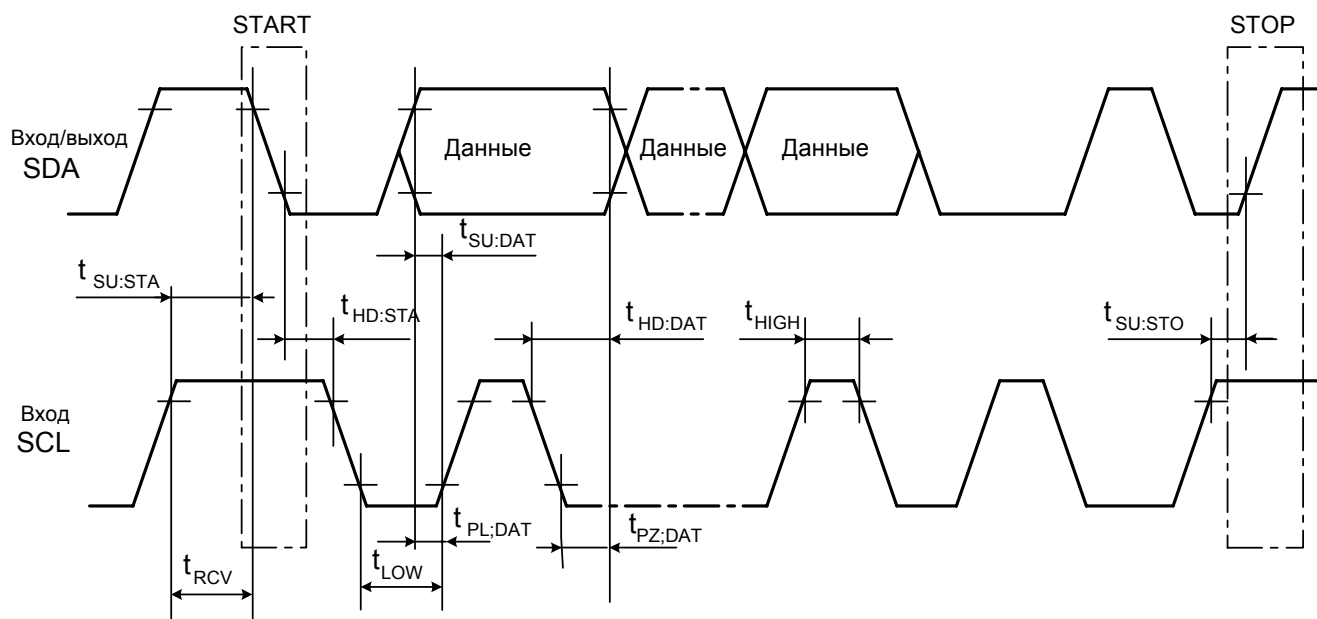 START
STOP
Вход/выход
SDA
Данные
Данные
Данные
t SU:DAT
t SU:STA
t HD:STA
t HD:DAT
t HIGH
t SU:STO
Вход
SCL
t PL;DAT
t PZ;DAT
t RCV
t LOW